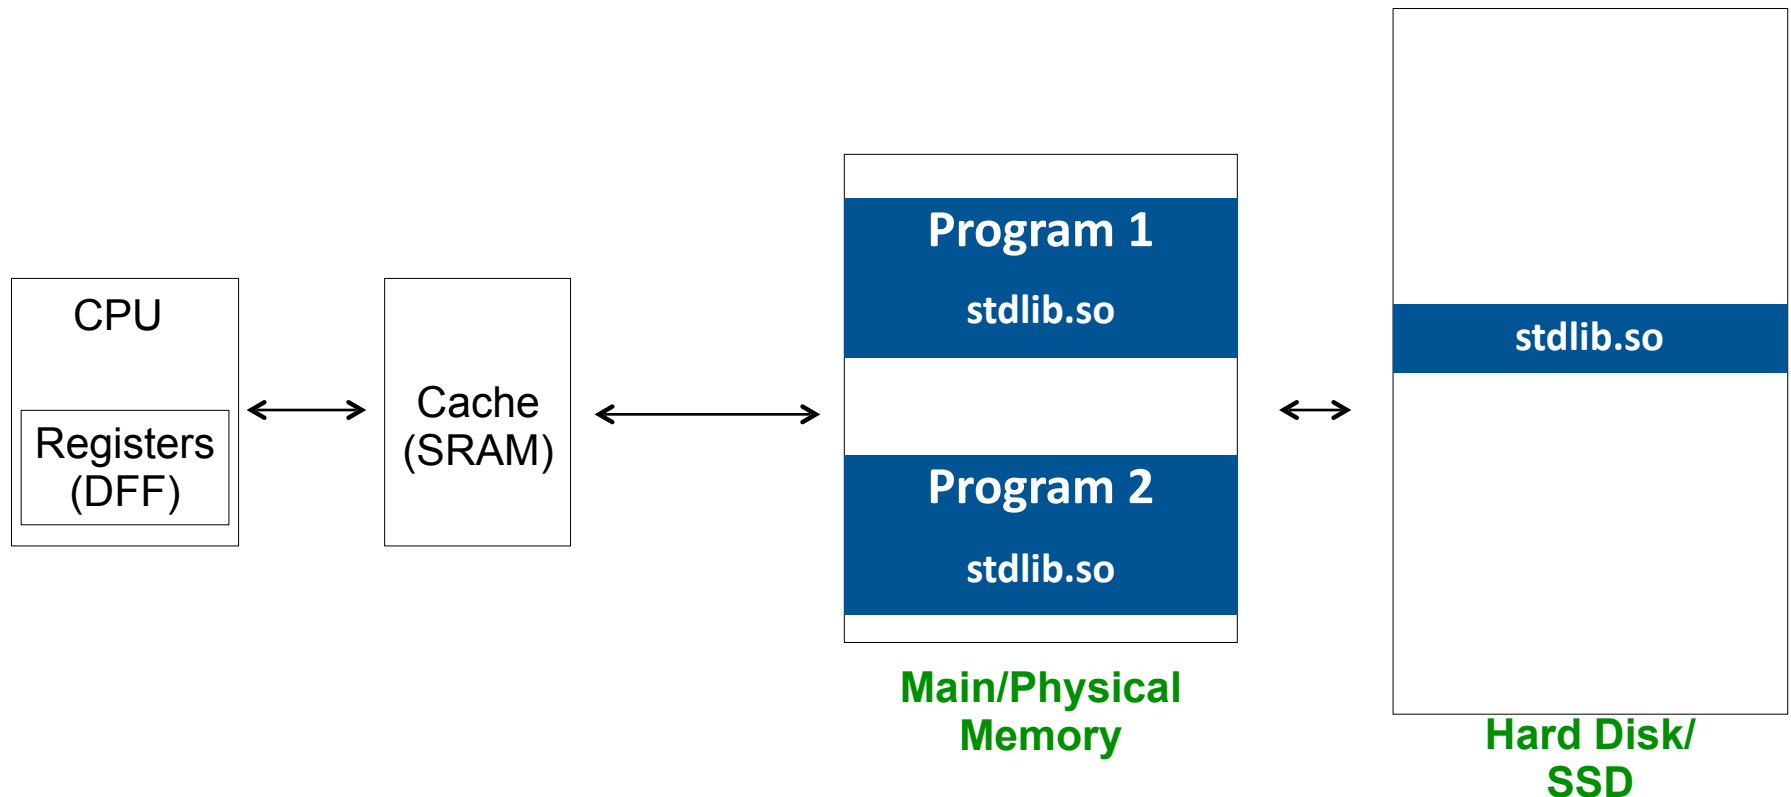 CPU
Registers
(DFF)
Cache
(SRAM)
Program 1
stdlib.so
Program 2
stdlib.so
Main/Physical
Memory
stdlib.so
Hard Disk/
SSD